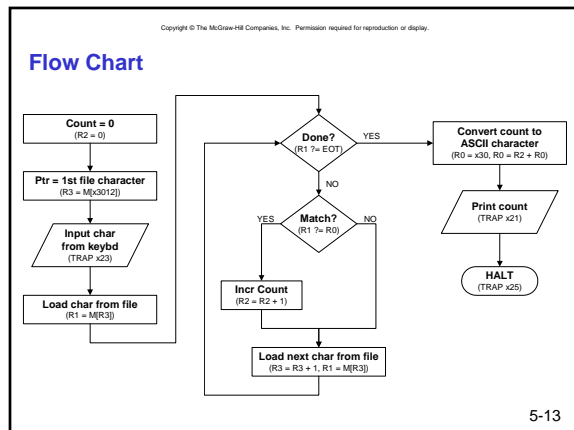 Copyright © The McGraw-Hill Companies, Inc. Permission required for reproduction or display.
Flow Chart
Count = 0
(R2 = 0)
Ptr = 1st file character
(R3 = M[x3012])
Input char
from keybd
(TRAP x23)
Load char from file
(R1 = M[R3])
Done?
(R1 ?= EOT)
YES
NO
Match?
(R1 ?= R0)
YES
NO
Incr Count
(R2 = R2 + 1)
Load next char from file
(R3 = R3 + 1, R1 = M[R3])
Convert count to
ASCII character
(R0 = x30, R0 = R2 + R0)
Print count
(TRAP x21)
HALT
(TRAP x25)
5-13